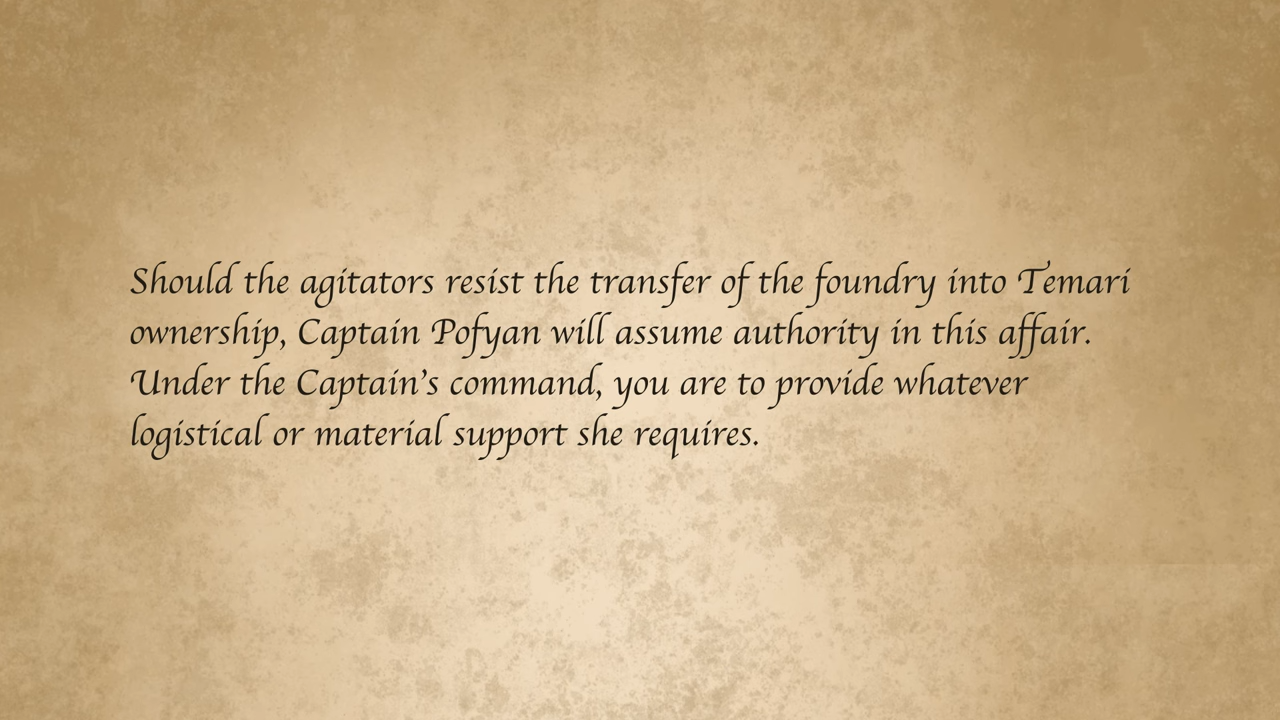 Should the agitators resist the transfer of the foundry into Temari
ownership, Captain Pofyan will assume authority in this affair.
Under the Captain's command, you are to provide whatever
logistical or material support she requires.